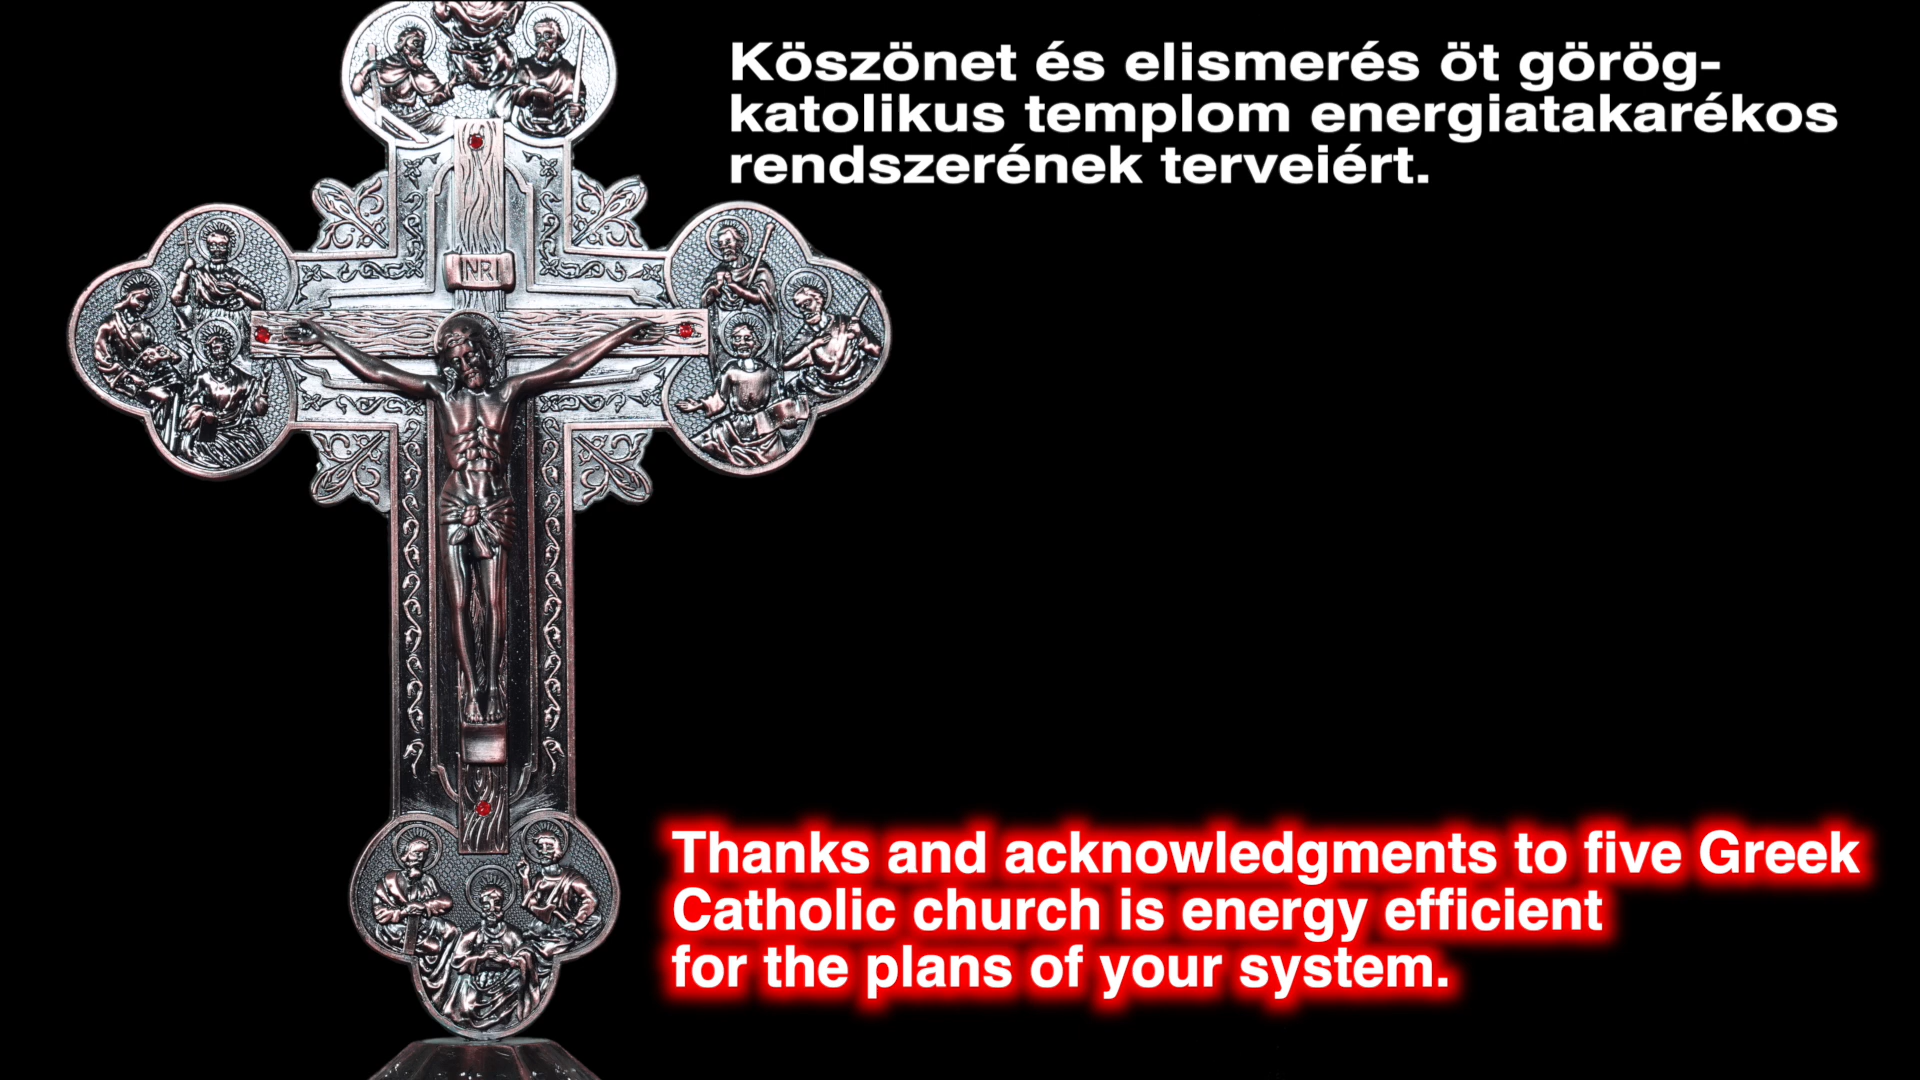 Köszönet és elismerés öt görög-
katolikus templom energiatakarékos
rendszerének terveiért.
INRI
Thanks and acknowledgments to five Greek
Catholic church is energy efficient
for the plans of your system.